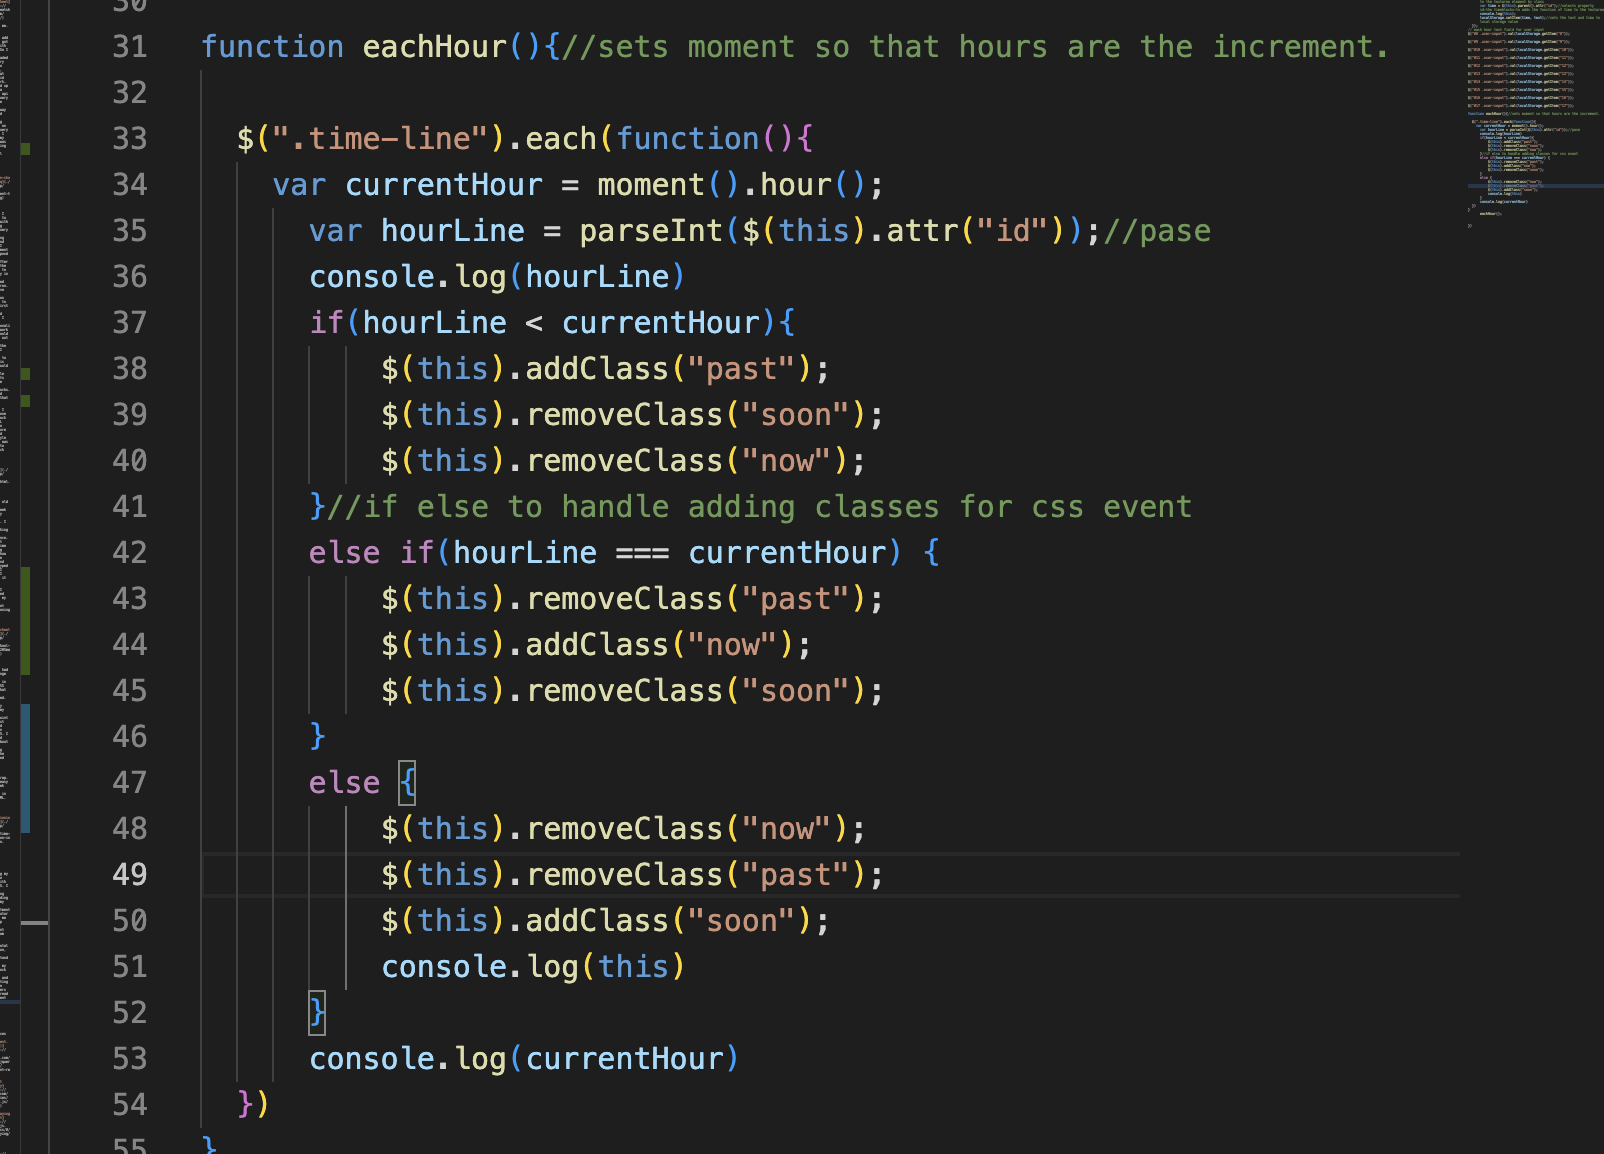 30
31 function eachHour(){//sets moment so that hours are the increment.
32
33 $(".time-line").each(function(){
34 var currentHour = moment().hour();
35 var hourLine = parseInt($(this).attr("id"));//pase
36 console.log(hourLine)
37 if(hourLine < currentHour){
38 $(this).addClass("past");
39 $(this).removeClass("soon");
40 $(this).removeClass("now");
41 }//if else to handle adding classes for css event
42 else if(hourLine === currentHour) {
43 $(this).removeClass("past");
44 $(this).addClass("now");
45 $(this).removeClass("soon");
46 }
47 else {
48 $(this).removeClass("now");
49 $(this).removeClass("past");
50 $(this).addClass("soon");
51 console.log(this)
52 }
53 console.log(currentHour)
54 })
55 }